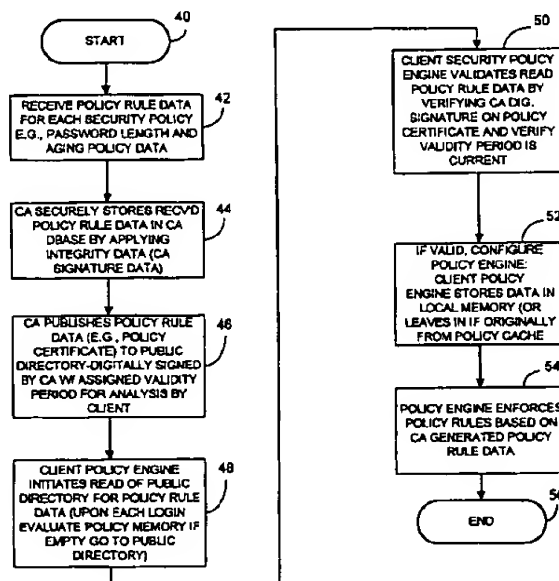 40
START
42
RECEIVE POLICY RULE DATA
FOR EACH SECURITY POLICY
E.G., PASSWORD LENGTH AND
AGING POLICY DATA
44
CA SECURELY STORES RECV'D
POLICY RULE DATA IN CA
DBASE BY APPLYING
INTEGRITY DATA (CA
SIGNATURE DATA)
46
CA PUBLISHES POLICY RULE
DATA (E.G., POLICY
CERTIFICATE) TO PUBLIC
DIRECTORY-DIGITALLY SIGNED
BY CA W/ ASSIGNED VALIDITY
PERIOD FOR ANALYSIS BY
CLIENT
48
CLIENT POLICY ENGINE
INITIATES READ OF PUBLIC
DIRECTORY FOR POLICY RULE
DATA (UPON EACH LOGIN
EVALUATE POLICY MEMORY IF
EMPTY GO TO PUBLIC
DIRECTORY)
50
CLIENT SECURITY POLICY
ENGINE VALIDATES READ
POLICY RULE DATA BY
VERIFYING CA DIG.
SIGNATURE ON POLICY
CERTIFICATE AND VERIFY
VALIDITY PERIOD IS
CURRENT
52
IF VALID, CONFIGURE
POLICY ENGINE:
CLIENT POLICY
ENGINE STORES DATA IN
LOCAL MEMORY (OR
LEAVES IN IF ORIGINALLY
FROM POLICY CACHE
54
POLICY ENGINE ENFORCES
POLICY RULES BASED ON
CA GENERATED POLICY
RULE DATA
56
END